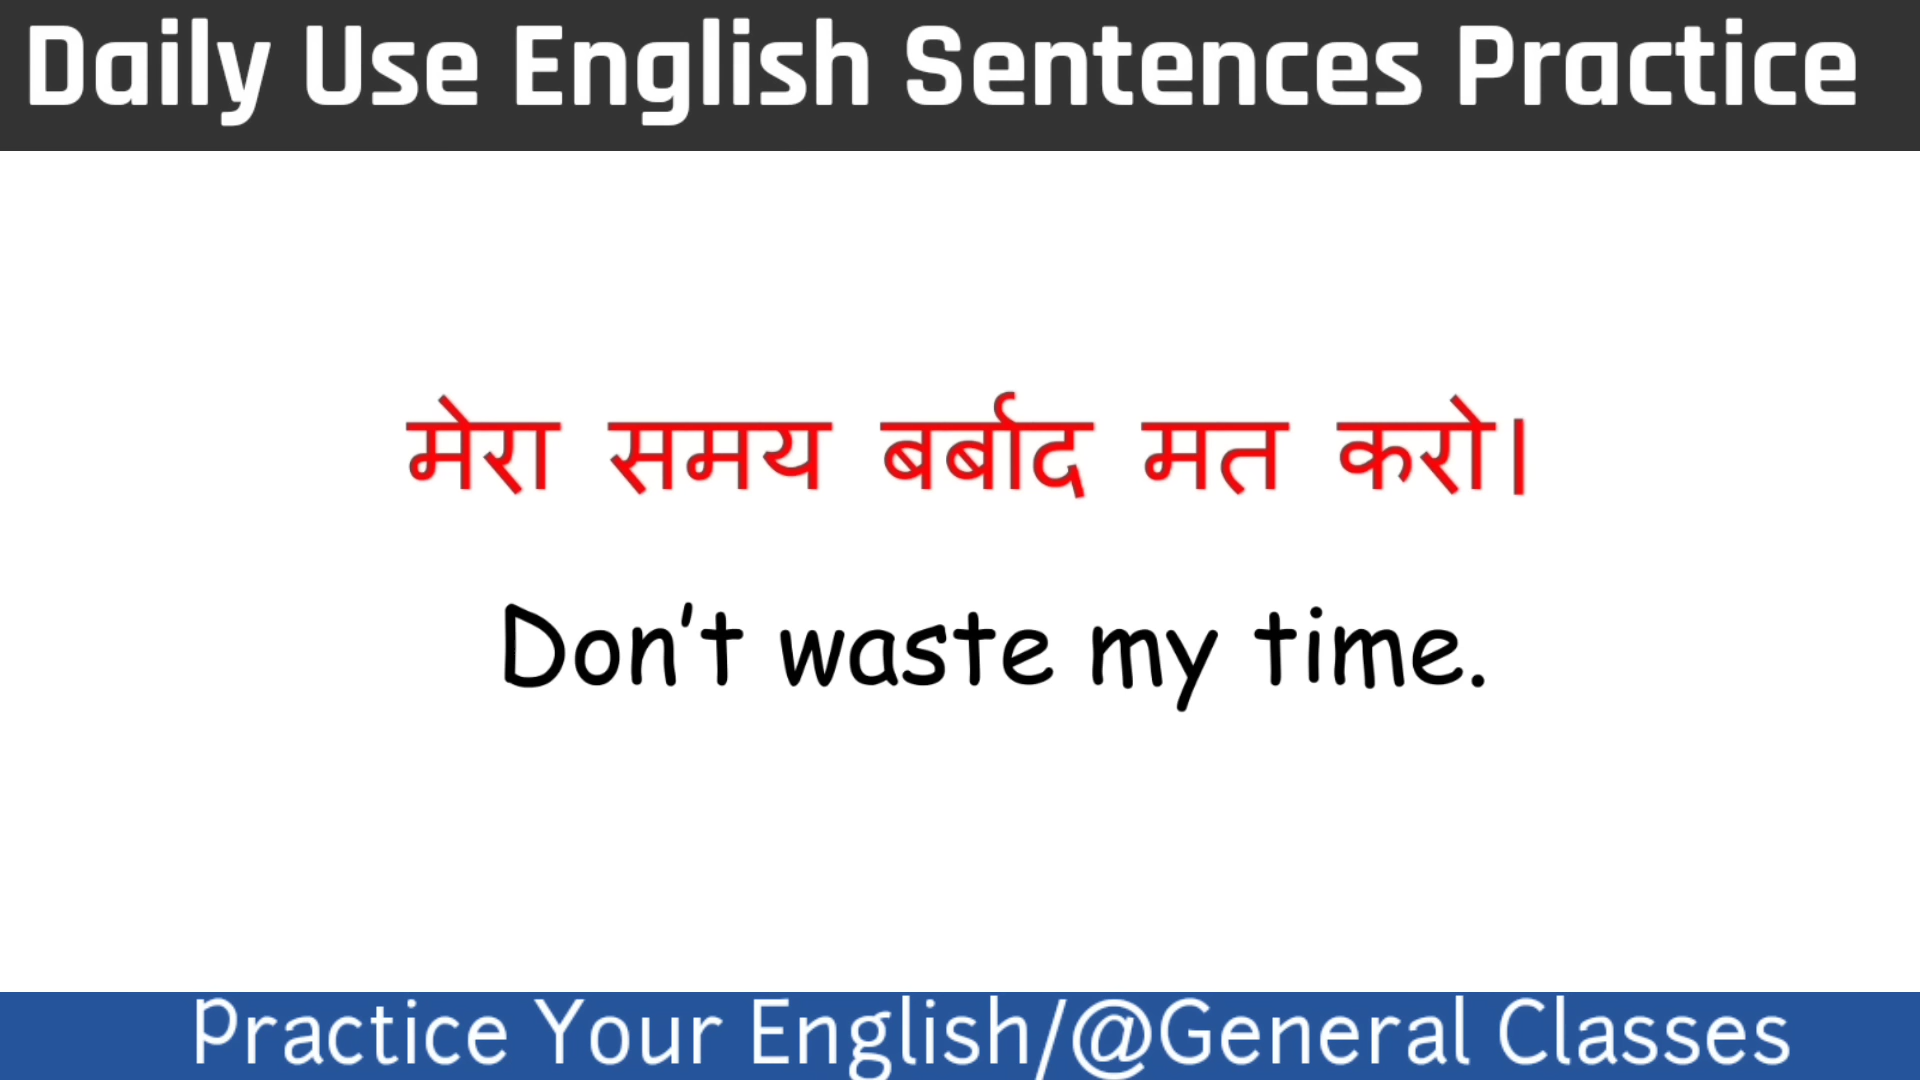 Daily Use English Sentences Practice
मेरा समय बर्बाद मत करो।
Don't waste my time.
Practice Your English/@General Classes